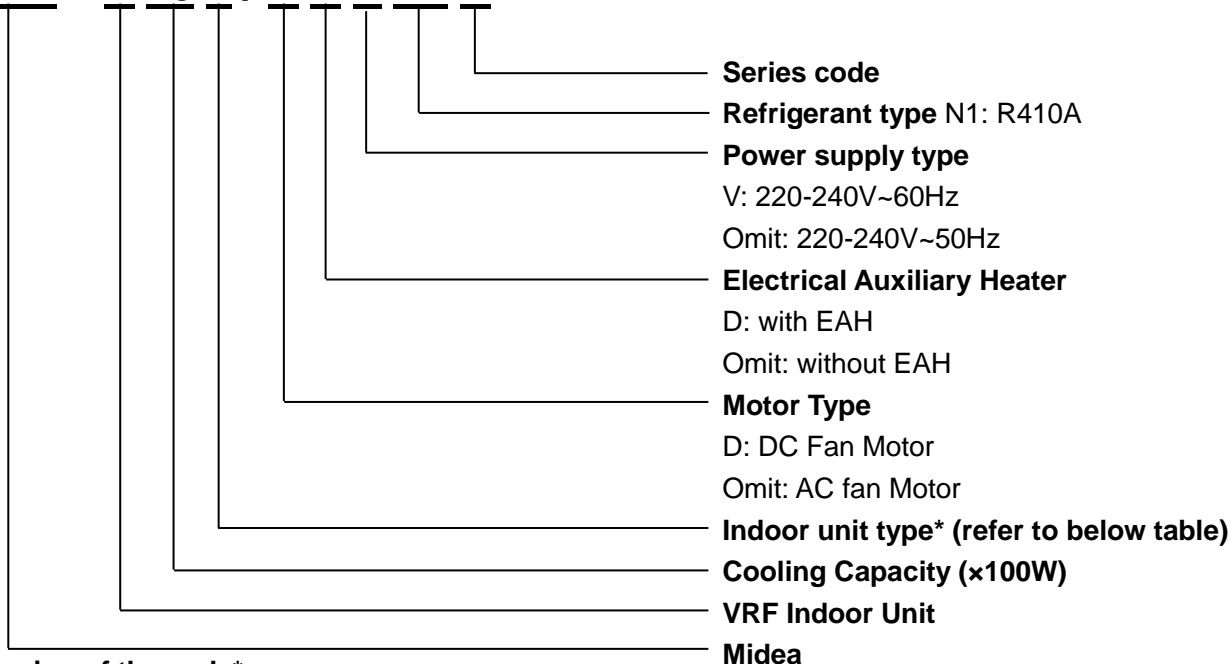 Series code
Refrigerant type N1: R410A
Power supply type
V: 220-240V~60Hz
Omit: 220-240V~50Hz
Electrical Auxiliary Heater
D: with EAH
Omit: without EAH
Motor Type
D: DC Fan Motor
Omit: AC fan Motor
Indoor unit type* (refer to below table)
Cooling Capacity (×100W)
VRF Indoor Unit
Midea